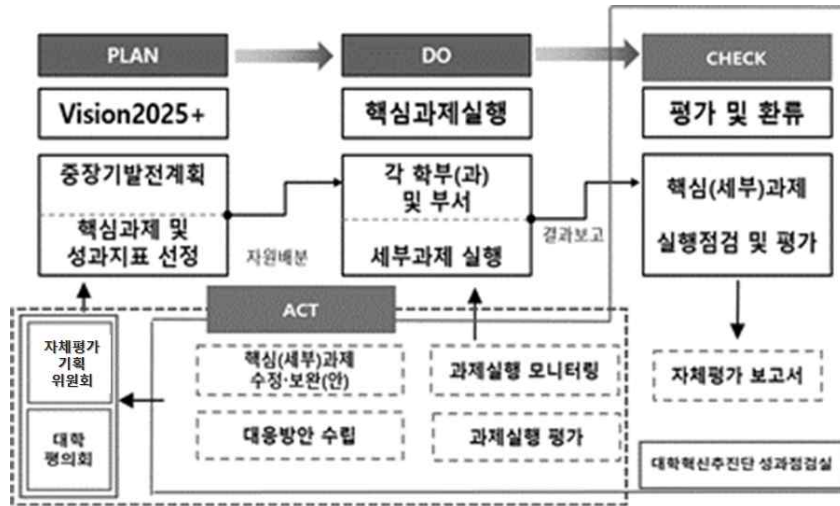 PLAN
DO
CHECK
Vision2025+
핵심과제실행
평가 및 환류
중장기발전계획
핵심과제 및
성과지표 선정
자원배분
각 학부(과)
및 부서
세부과제 실행
결과보고
핵심(세부)과제
실행점검 및 평가
ACT
자체평가
기획
위원회
대학
평의회
핵심(세부)과제
수정·보완(안)
대응방안 수립
과제실행 모니터링
과제실행 평가
자체평가 보고서
대학혁신추진단 성과점검실